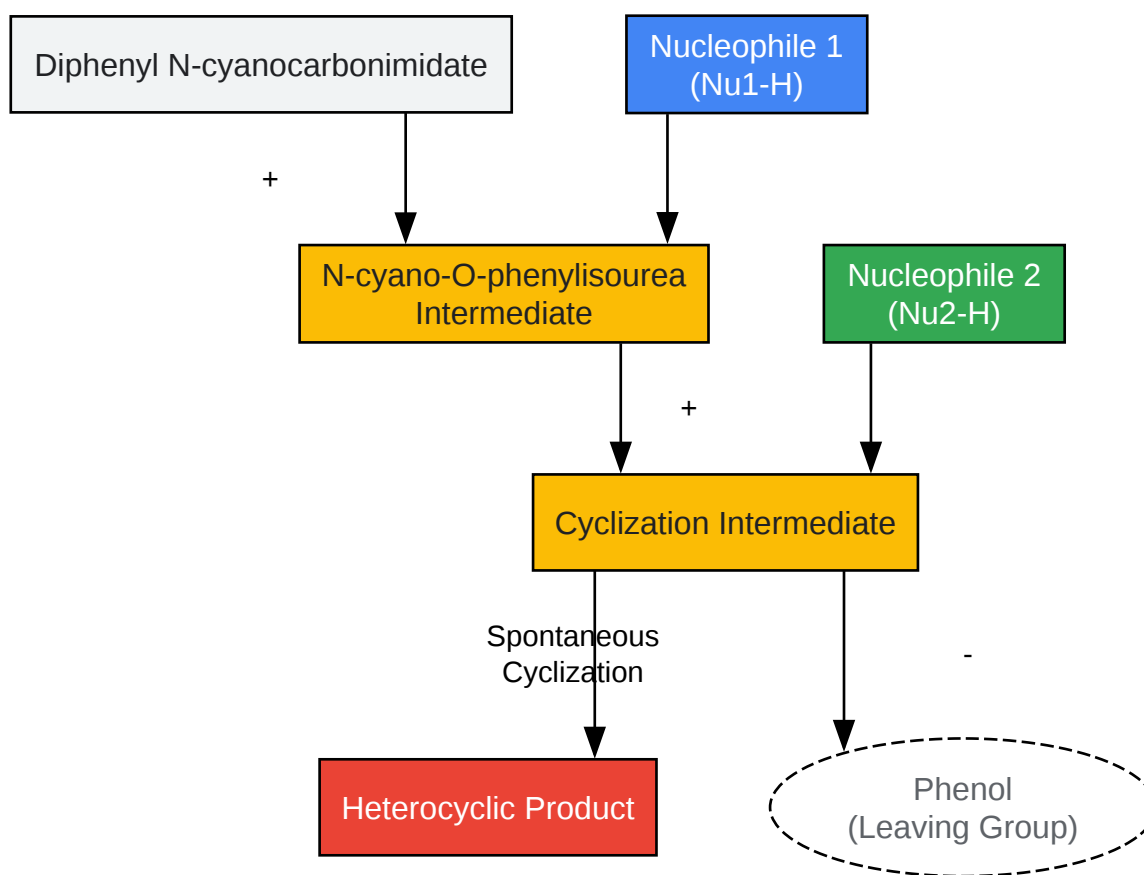 Diphenyl N-cyanocarbonimidate
Nucleophile 1
(Nu1-H)
+
N-cyano-O-phenylisourea
Intermediate
Nucleophile 2
(Nu2-H)
+
Cyclization Intermediate
Spontaneous
Cyclization
-
Heterocyclic Product
Phenol
(Leaving Group)